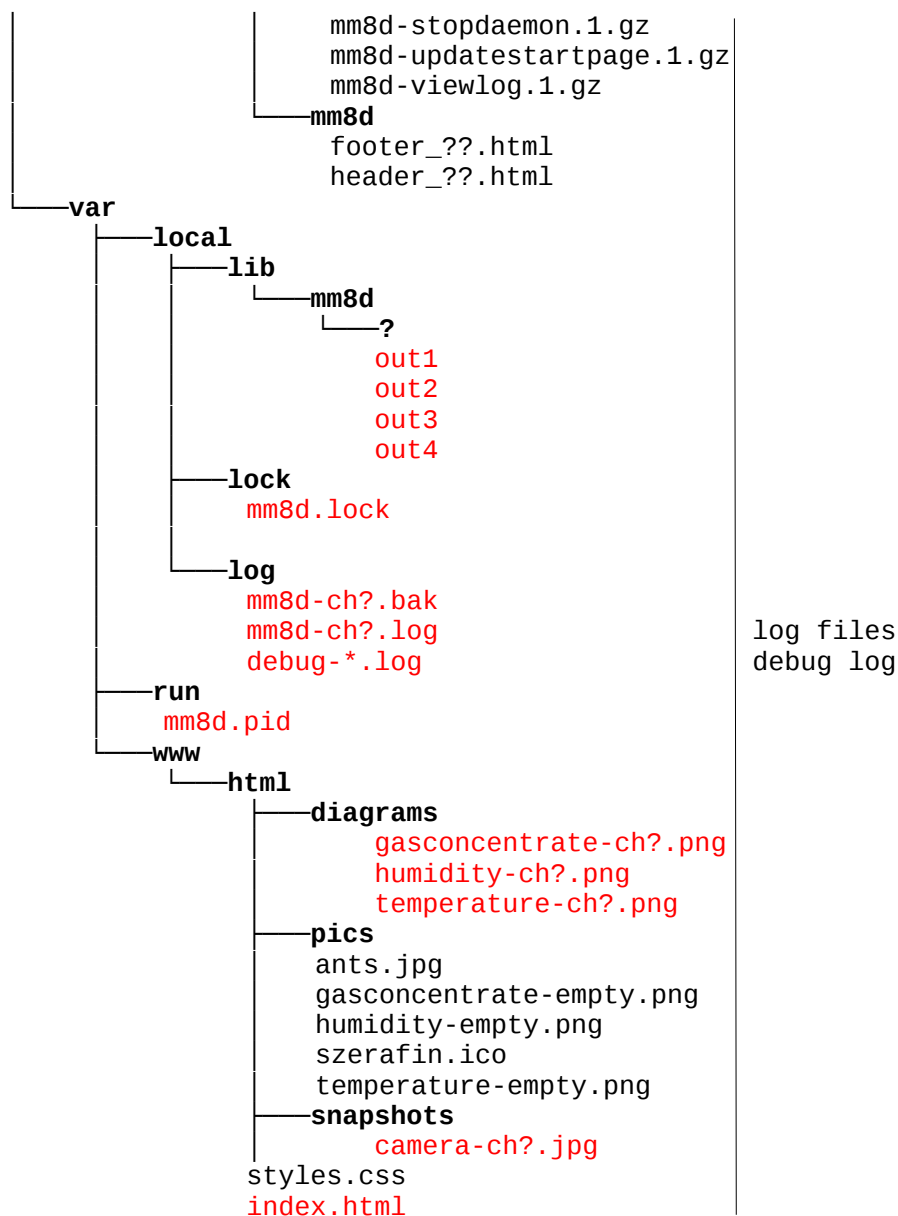 mm8d-stopdaemon.1.gz
mm8d-updatestartpage.1.gz
mm8d-viewlog.1.gz
mm8d
footer_??.html
header_??.html
var
local
lib
mm8d
?
out1
out2
out3
out4
lock
mm8d.lock
log
mm8d-ch?.bak
mm8d-ch?.log log files
debug-*.log debug log
run
mm8d.pid
www
html
diagrams
gasconcentrate-ch?.png
humidity-ch?.png
temperature-ch?.png
pics
ants.jpg
gasconcentrate-empty.png
humidity-empty.png
szerafin.ico
temperature-empty.png
snapshots
camera-ch?.jpg
styles.css
index.html